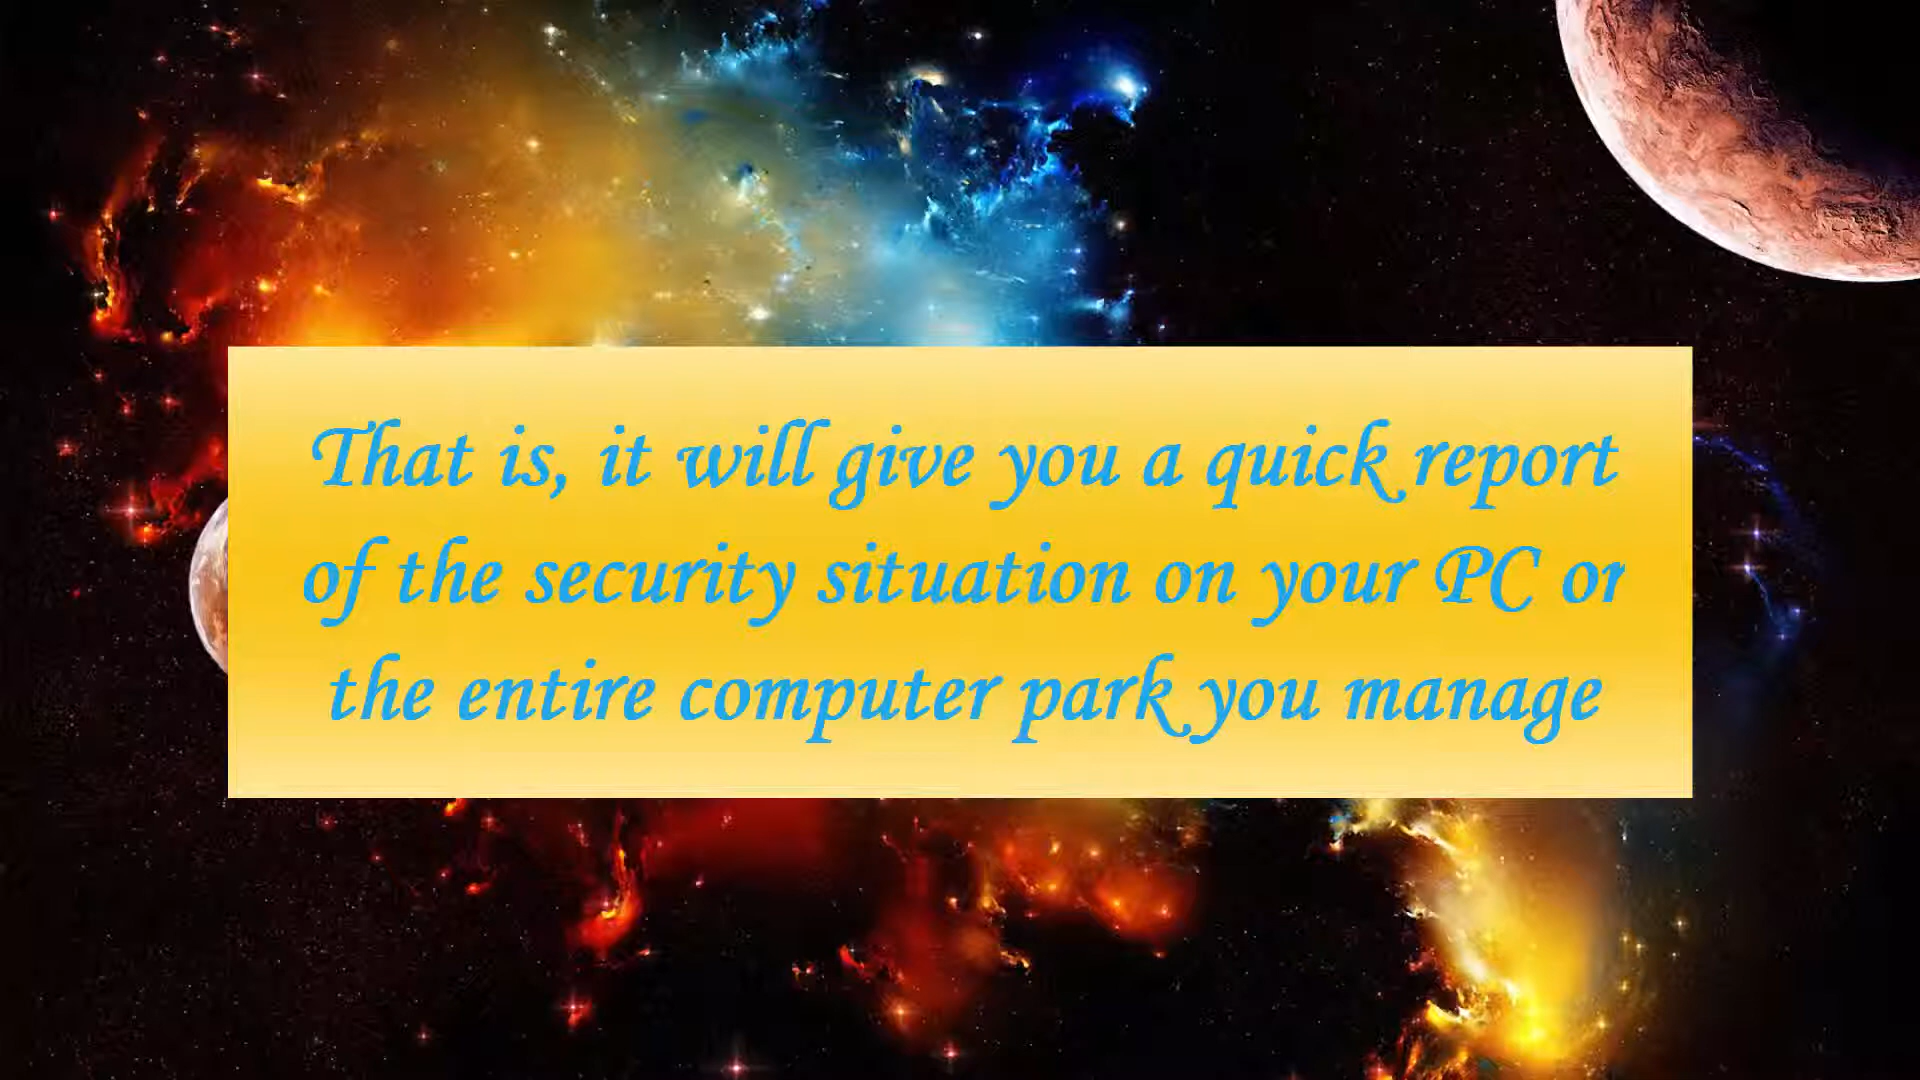 That is, it will give you a quick report
of the security situation on your PC or
the entire computer park you manage